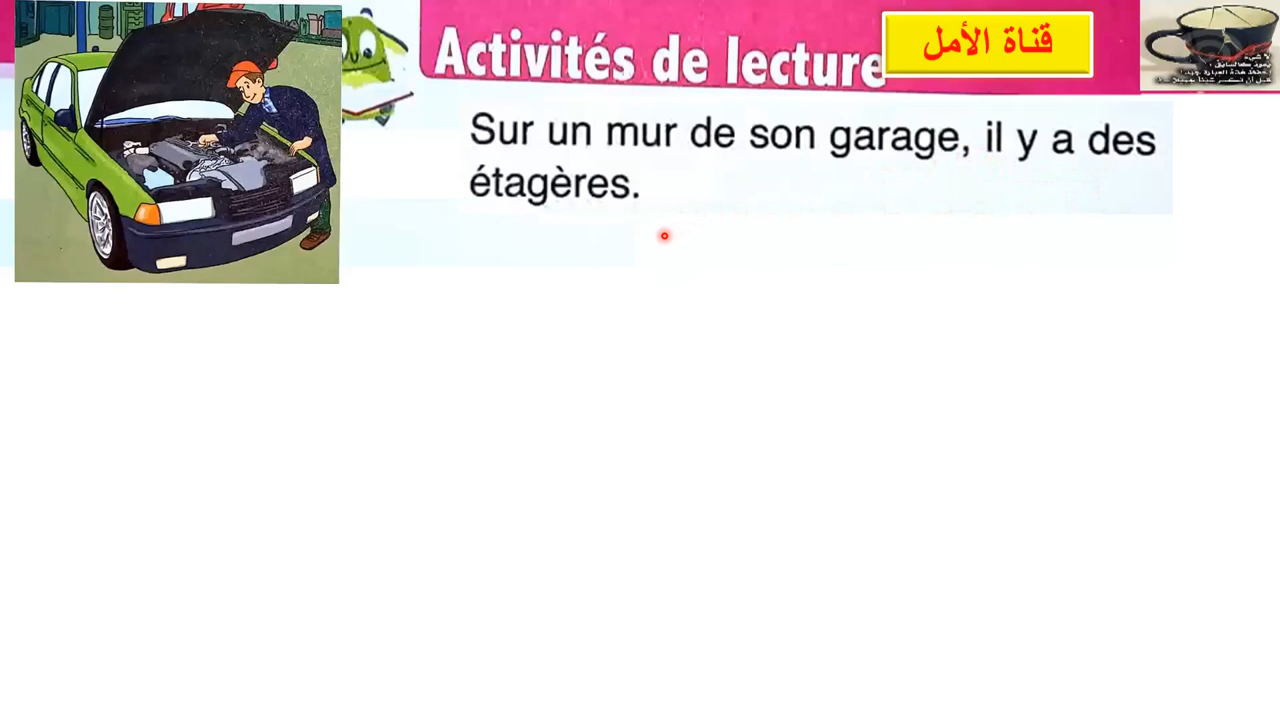 Activités de lecture
قناة الأمل
Sur un mur de son garage, il y a des
étagères.